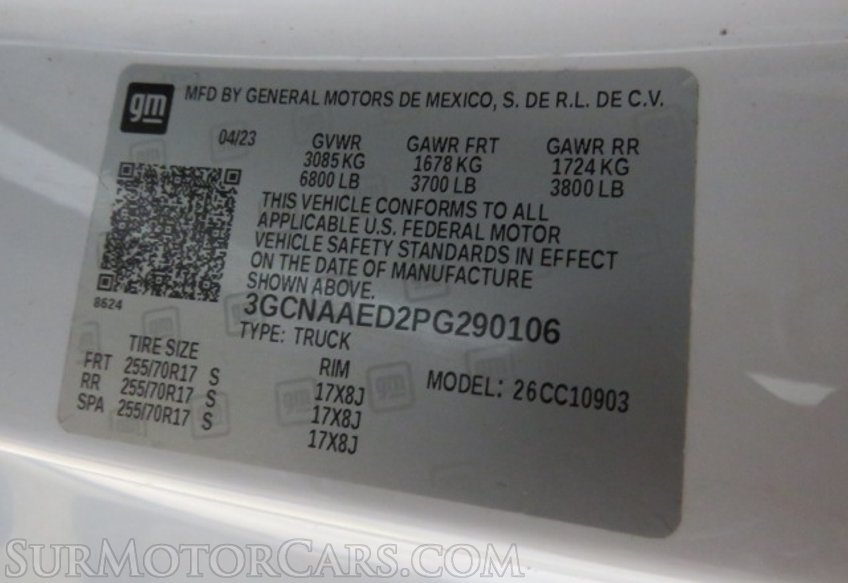 gm MFD BY GENERAL MOTORS DE MEXICO, S. DE R.L. DE C.V.
04/23 GVWR GAWR FRT GAWR RR
3085 KG 1678 KG 1724 KG
6800 LB 3700 LB 3800 LB
THIS VEHICLE CONFORMS TO ALL
APPLICABLE U.S. FEDERAL MOTOR
VEHICLE SAFETY STANDARDS IN EFFECT
ON THE DATE OF MANUFACTURE
SHOWN ABOVE.
8624
3GCNAAED2PG290106
TYPE: TRUCK
TIRE SIZE RIM MODEL: 26CC10903
FRT 255/70R17 S 17X8J
RR 255/70R17 S 17X8J
SPA 255/70R17 S 17X8J
SURMOTORCARS.COM